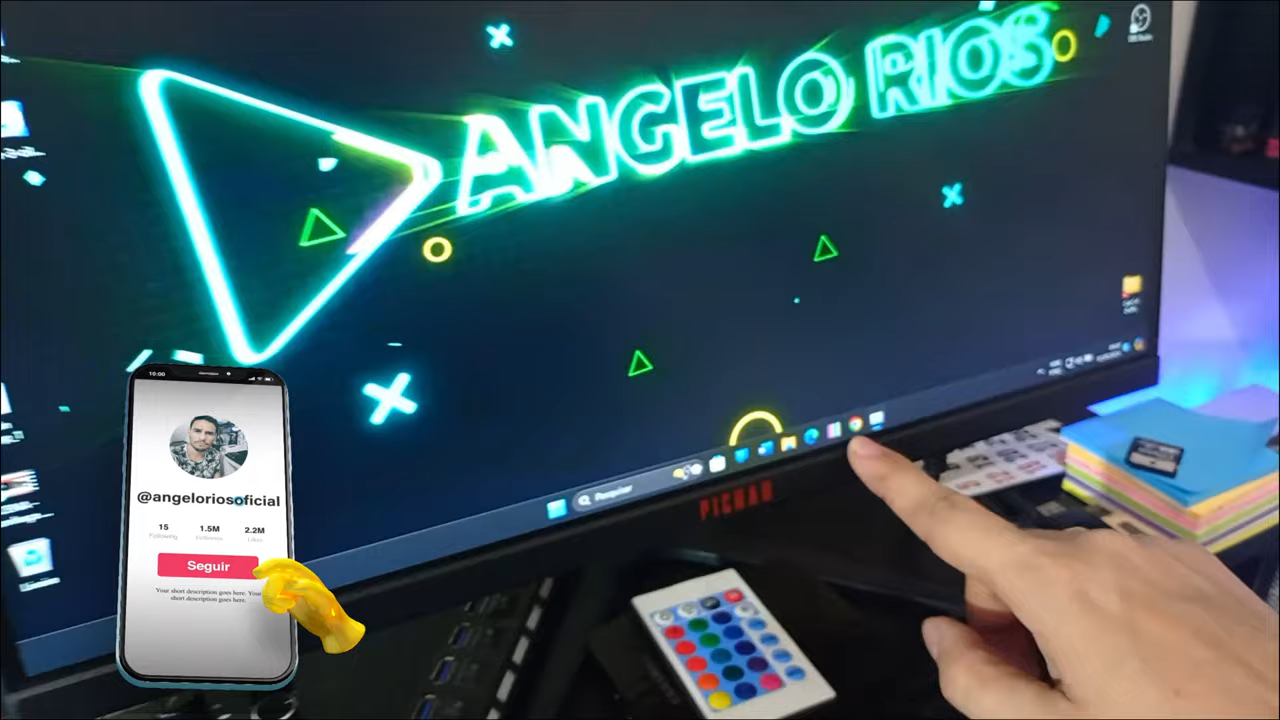 ANGELO RIOS
10:00
@angeloriosoficial
15 1.5M 2.2M
Following Followers Likes
Seguir
Your short description goes here. Your
short description goes here.
Pesquisar
PICHAU